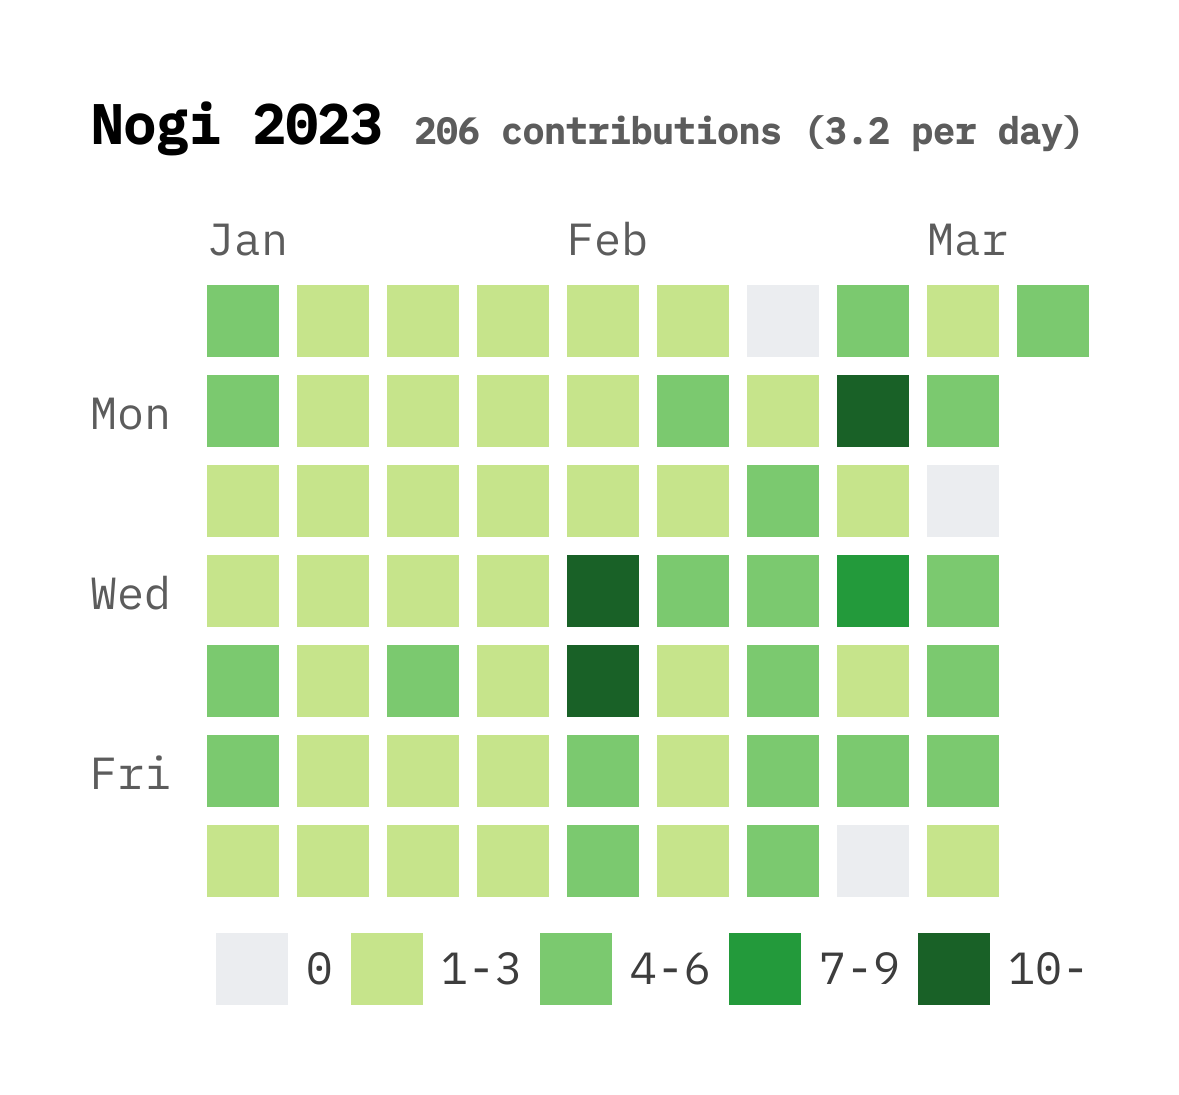 Nogi 2023 206 contributions (3.2 per day)
Jan Feb Mar
Mon
Wed
Fri
0 1-3 4-6 7-9 10-